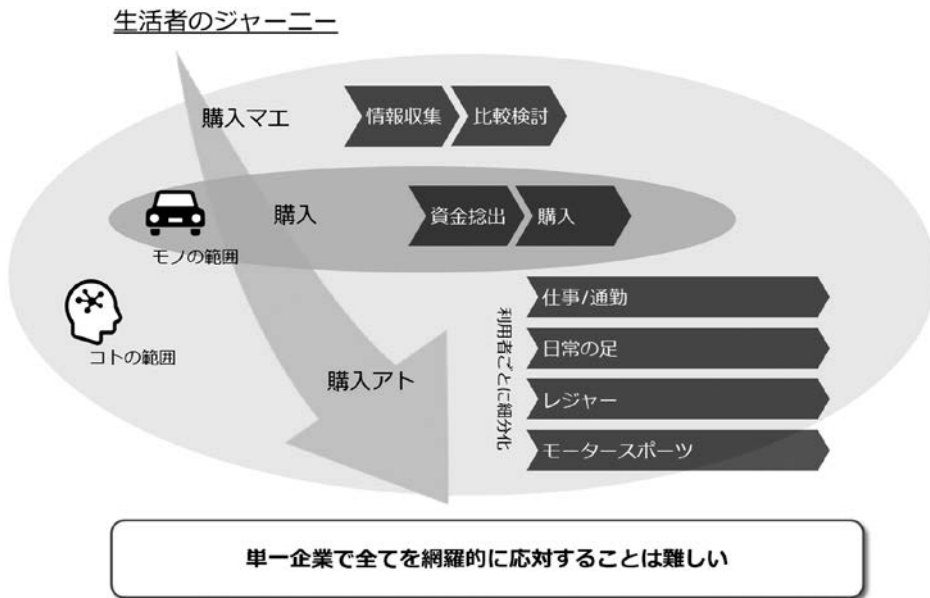 生活者のジャーニー
購入マエ
情報収集
比較検討
購入
資金捻出
購入
モノの範囲
コトの範囲
購入アト
利用者ごとに細分化
仕事/通勤
日常の足
レジャー
モータースポーツ
単一企業で全てを網羅的に応対することは難しい